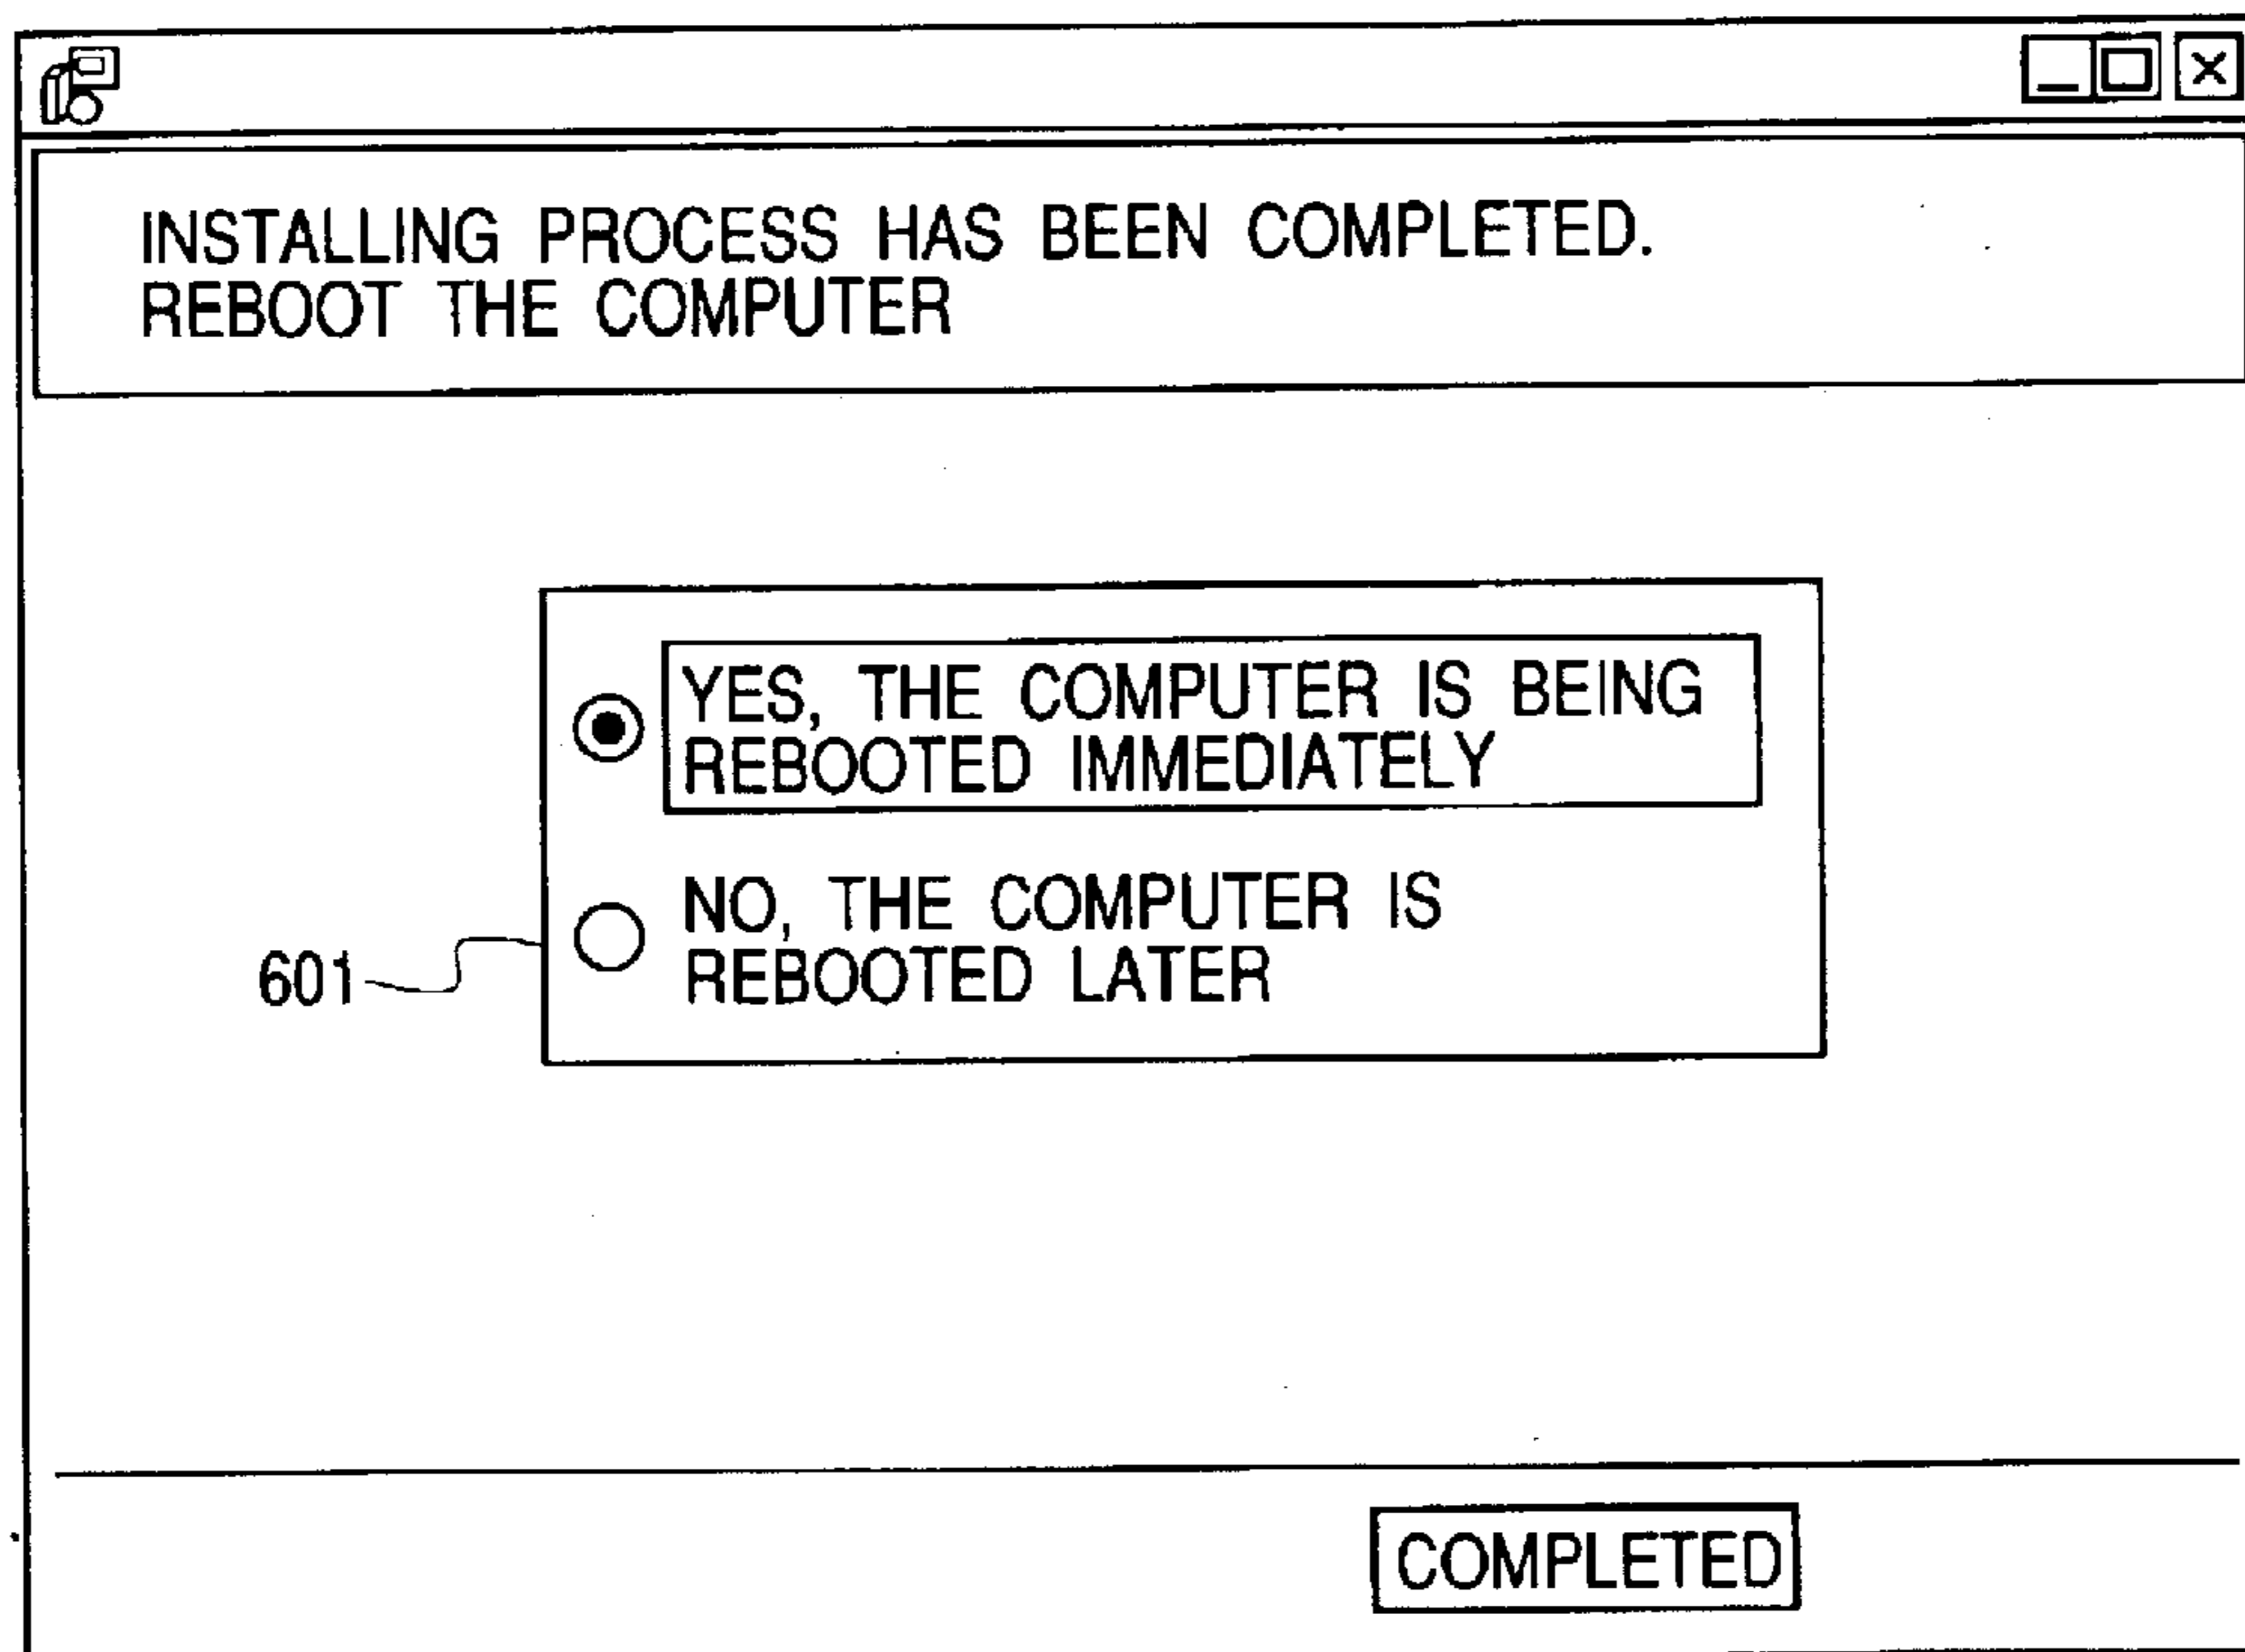 INSTALLING PROCESS HAS BEEN COMPLETED.
REBOOT THE COMPUTER
YES, THE COMPUTER IS BEING
REBOOTED IMMEDIATELY
NO, THE COMPUTER IS
REBOOTED LATER
601
COMPLETED